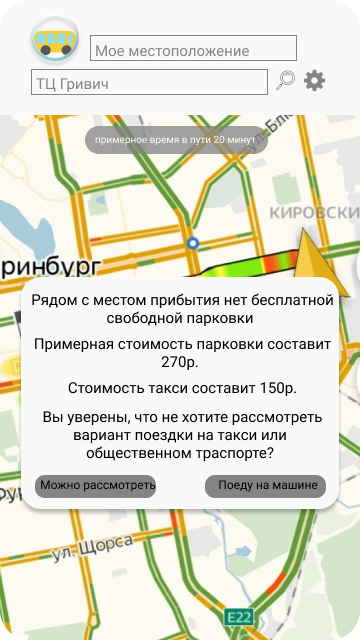 Мое местоположение
ТЦ Гривич
примерное время в пути 20 минут
ул. Блю
КИРОВСКИ
ринбург
Рядом с местом прибытия нет бесплатной
свободной парковки
Примерная стоимость парковки составит
270р.
Стоимость такси составит 150р.
Вы уверены, что не хотите рассмотреть
вариант поездки на такси или
общественном траспорте?
Можно рассмотреть
Поеду на машине
ул. Щорса
E22